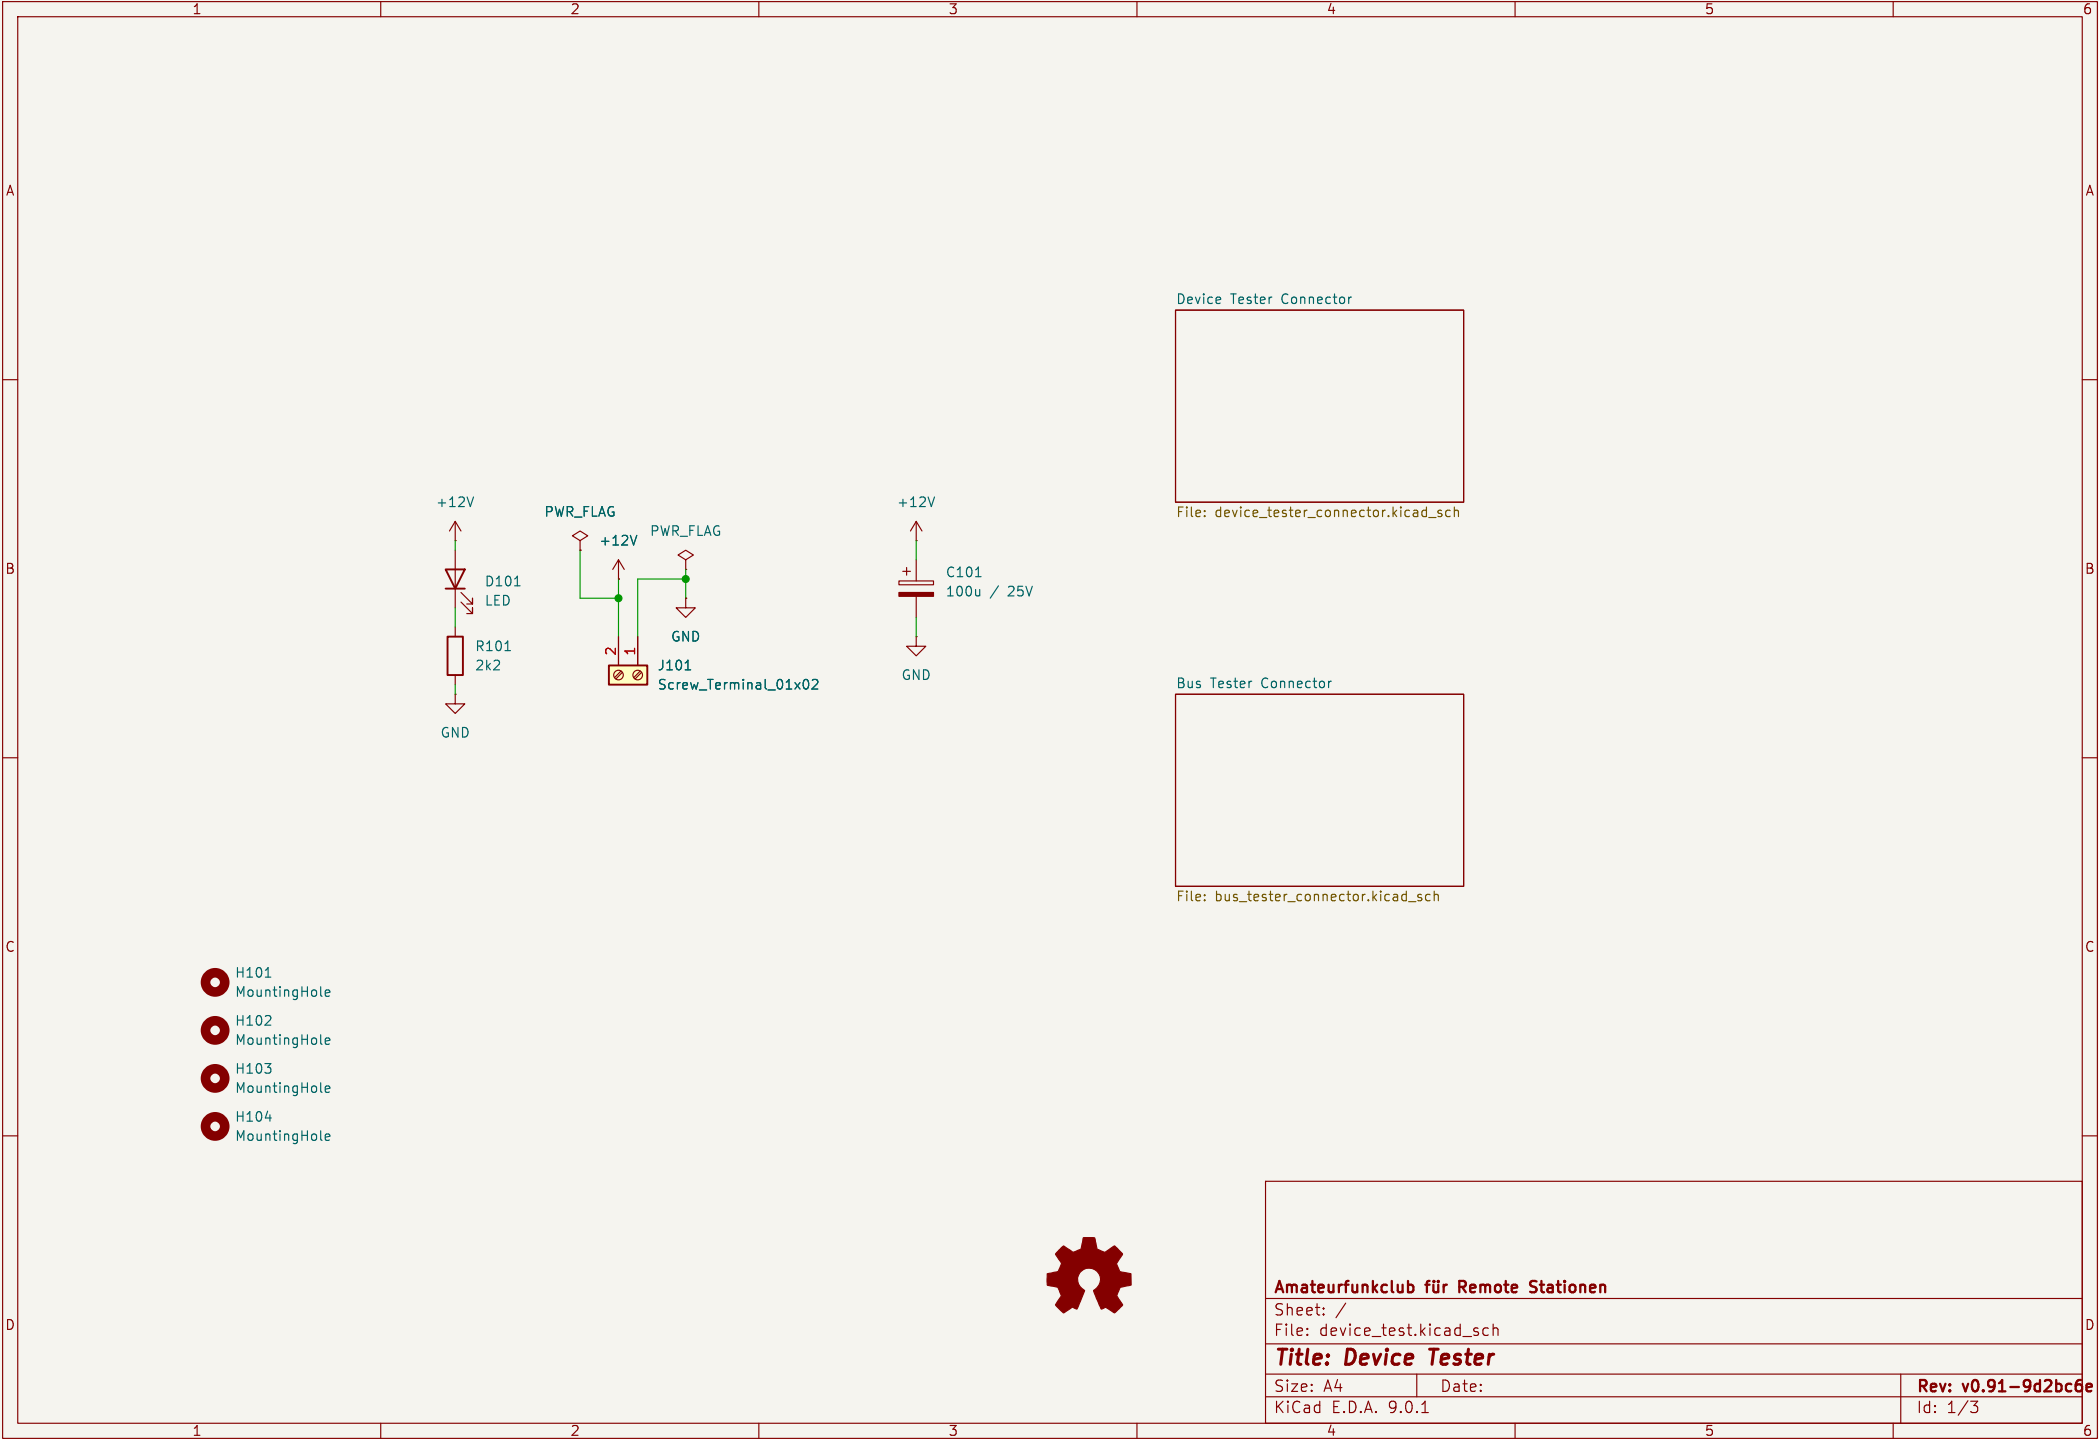 1 2 3 4 5 6
A A
Device Tester Connector
File: device_tester_connector.kicad_sch
+12V
PWR_FLAG
+12V
PWR_FLAG
+12V
B B
D101
LED
C101
100u / 25V
GND
R101
2k2
2 1
J101
Screw_Terminal_01x02
GND
GND
Bus Tester Connector
File: bus_tester_connector.kicad_sch
C C
H101
MountingHole
H102
MountingHole
H103
MountingHole
H104
MountingHole
Amateurfunkclub für Remote Stationen
Sheet: /
File: device_test.kicad_sch
D D
Title: Device Tester
Size: A4 Date: Rev: v0.91-9d2bc6e
KiCad E.D.A. 9.0.1 Id: 1/3
1 2 3 4 5 6